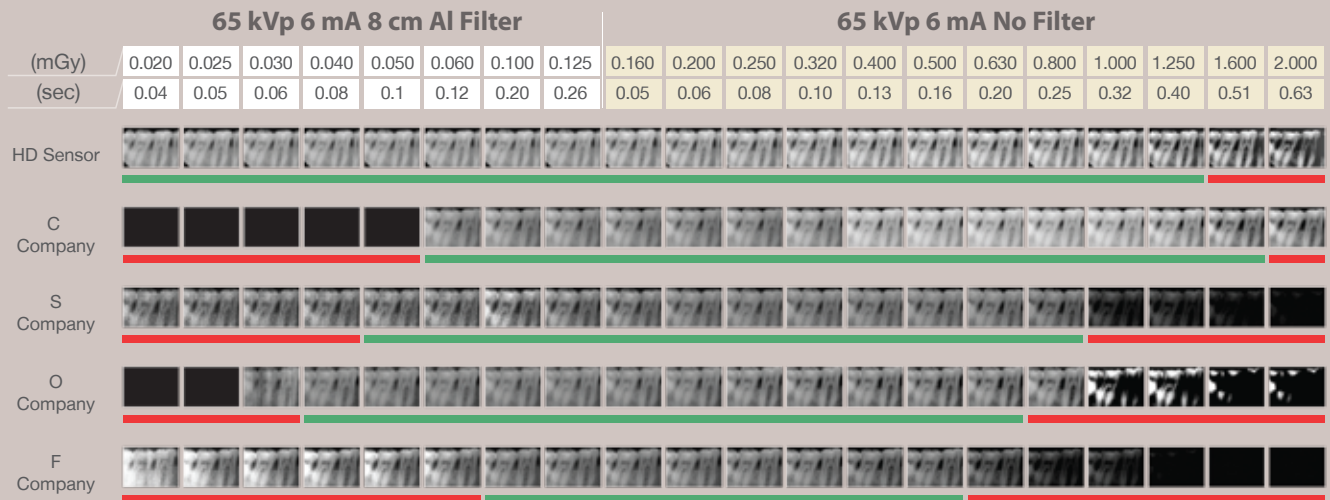 65 kVp 6 mA 8 cm Al Filter 65 kVp 6 mA No Filter
(mGy) 0.020 0.025 0.030 0.040 0.050 0.060 0.100 0.125 0.160 0.200 0.250 0.320 0.400 0.500 0.630 0.800 1.000 1.250 1.600 2.000
(sec) 0.04 0.05 0.06 0.08 0.1 0.12 0.20 0.26 0.05 0.06 0.08 0.10 0.13 0.16 0.20 0.25 0.32 0.40 0.51 0.63
HD Sensor
C
Company
S
Company
O
Company
F
Company